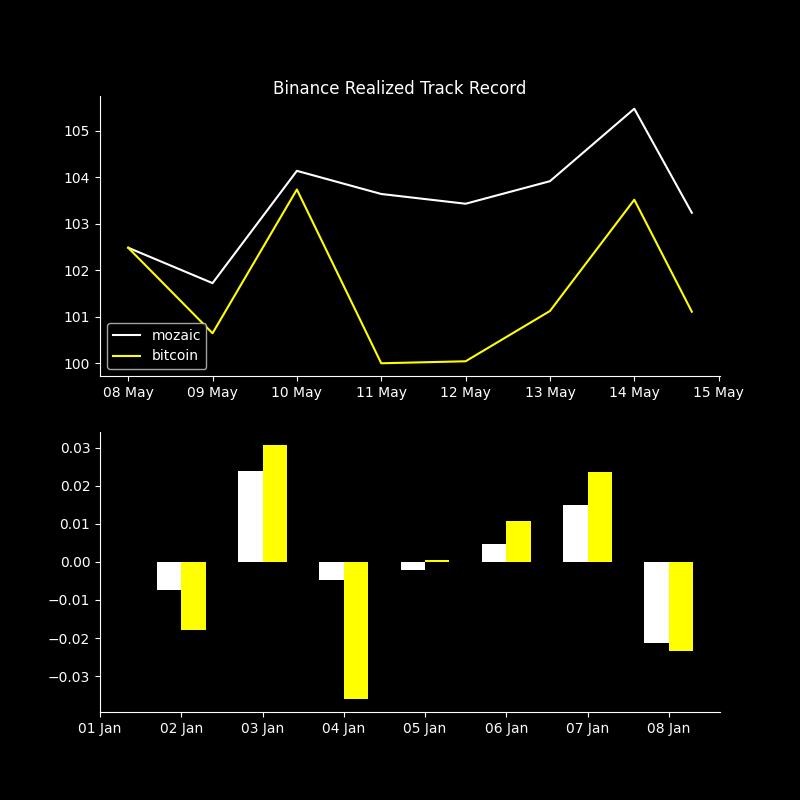 Binance Realized Track Record
105
104
103
102
101
100
mozaic
bitcoin
08 May 09 May 10 May 11 May 12 May 13 May 14 May 15 May
0.03
0.02
0.01
0.00
−0.01
−0.02
−0.03
01 Jan 02 Jan 03 Jan 04 Jan 05 Jan 06 Jan 07 Jan 08 Jan